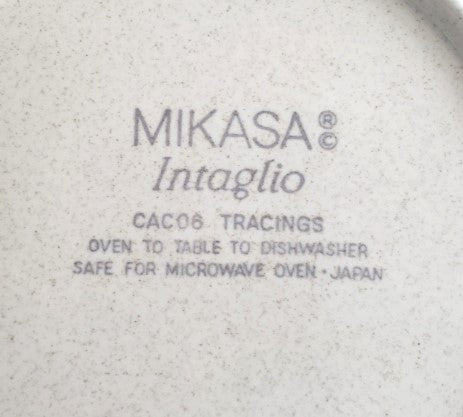 MIKASA ® ©
Intaglio
CAC06 TRACINGS
OVEN TO TABLE TO DISHWASHER
SAFE FOR MICROWAVE OVEN · JAPAN